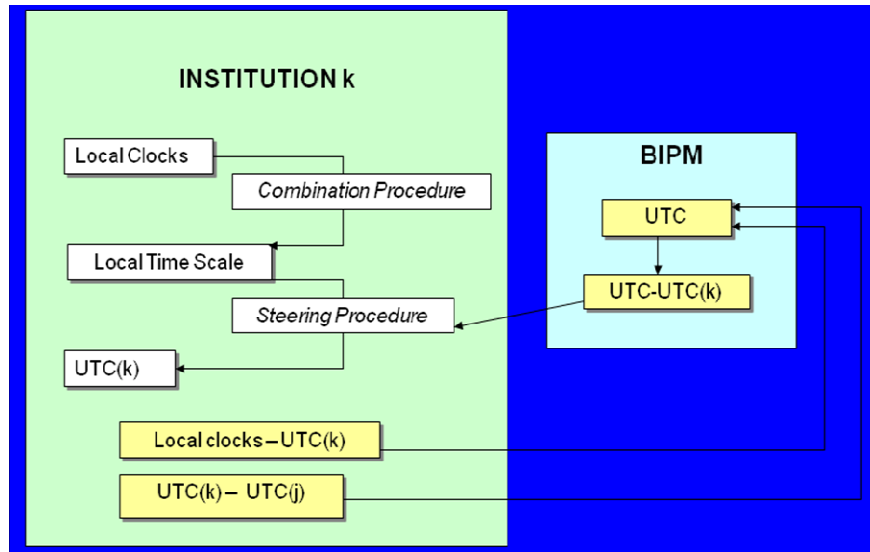 INSTITUTION k
Local Clocks
Combination Procedure
Local Time Scale
Steering Procedure
UTC(k)
Local clocks–UTC(k)
UTC(k)– UTC(j)
BIPM
UTC
UTC-UTC(k)